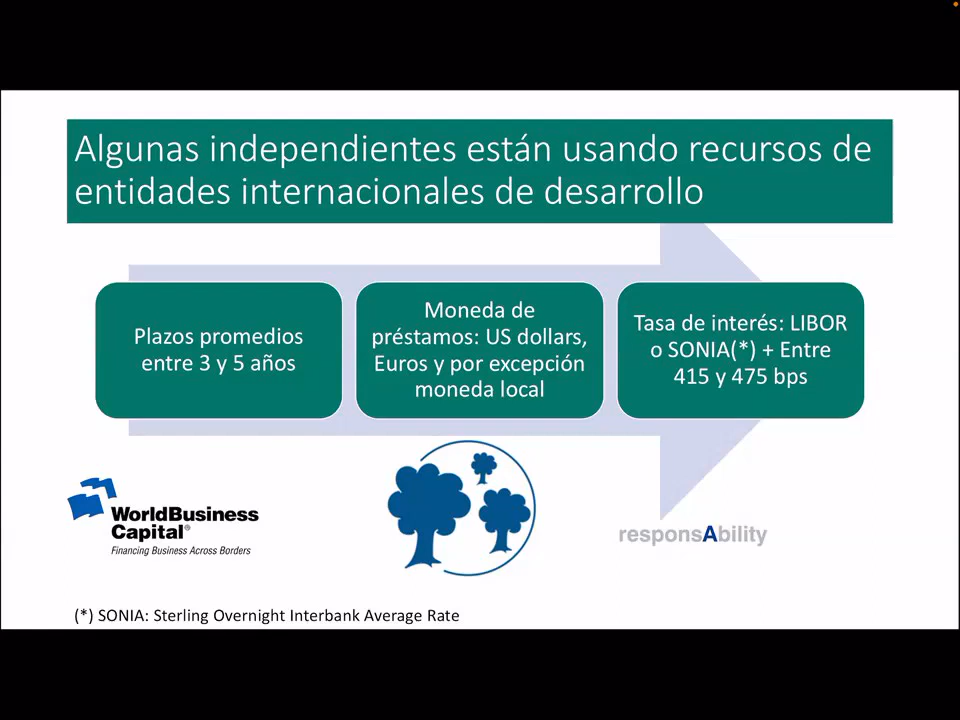 Algunas independientes están usando recursos de
entidades internacionales de desarrollo
Plazos promedios
entre 3 y 5 años
Moneda de
préstamos: US dollars,
Euros y por excepción
moneda local
Tasa de interés: LIBOR
o SONIA(*) + Entre
415 y 475 bps
WorldBusiness
Capital®
Financing Business Across Borders
responsAbility
(*) SONIA: Sterling Overnight Interbank Average Rate